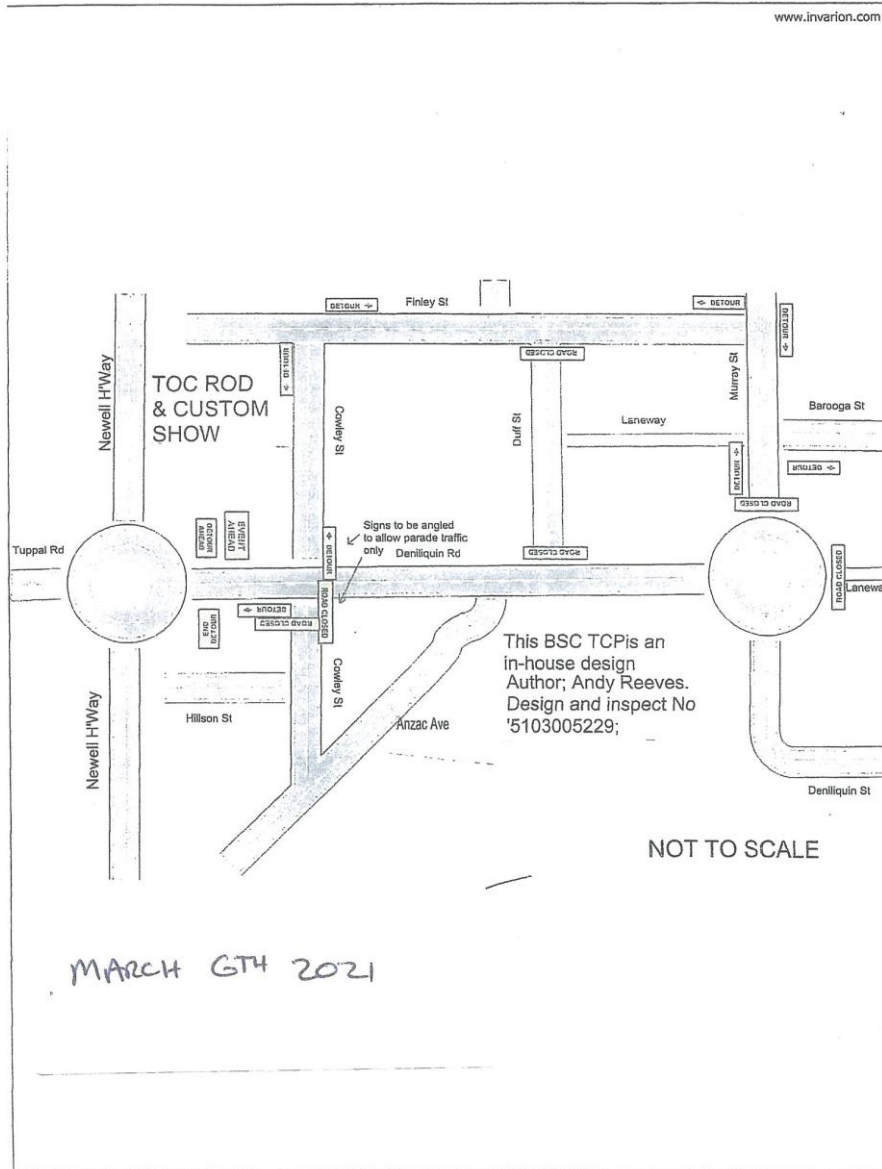 www.invarion.com
DETOUR
Finley St
DETOUR
DETOUR
ROAD CLOSED
DETOUR
Newell H'Way
TOC ROD
& CUSTOM
SHOW
Cowley St
Duff St
Laneway
Murray St
Barooga St
DETOUR
DETOUR
ROAD CLOSED
DETOUR
AHEAD
EVENT
AHEAD
Signs to be angled
to allow parade traffic
only
DETOUR
Deniliquin Rd
ROAD CLOSED
Tuppal Rd
ROAD CLOSED
Lanewa
DETOUR
ROAD CLOSED
ROAD CLOSED
END
DETOUR
Newell H'Way
Hillson St
Cowley St
Anzac Ave
This BSC TCPis an
in-house design
Author; Andy Reeves.
Design and inspect No
'5103005229;
Deniliquin St
NOT TO SCALE
MARCH 6TH 2021